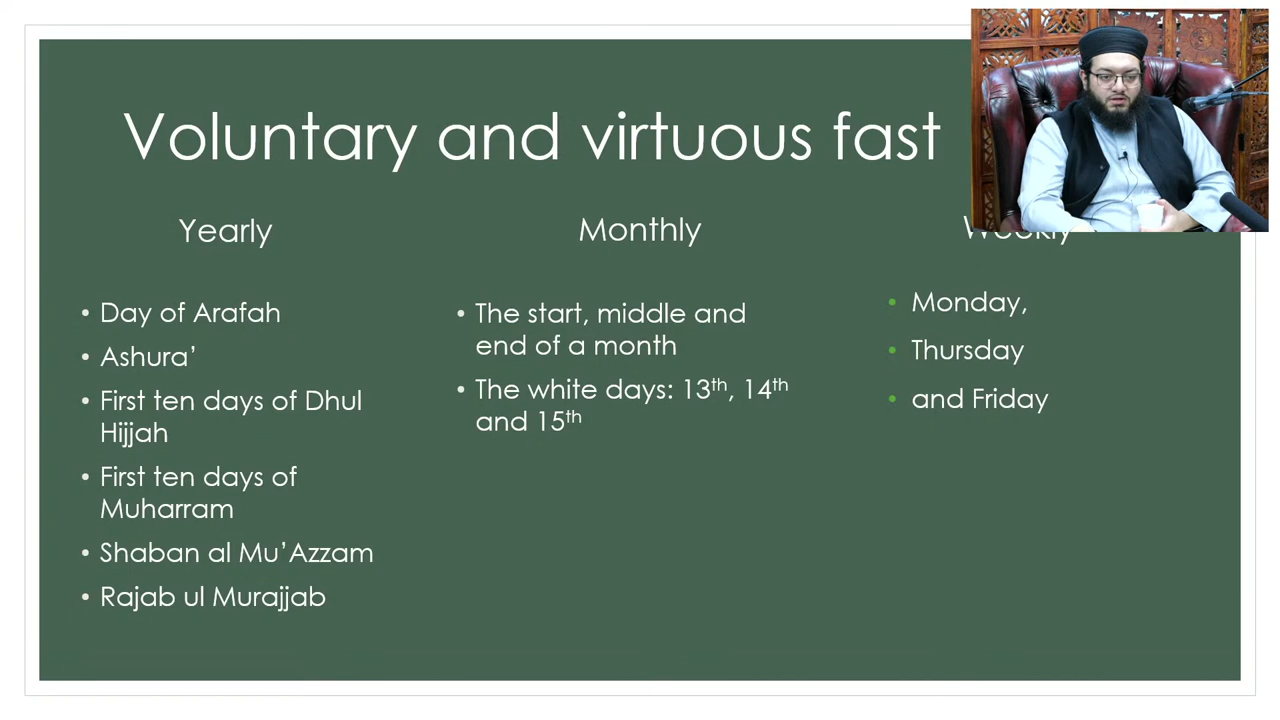 Voluntary and virtuous fast
Yearly
• Day of Arafah
• Ashura’
• First ten days of Dhul
Hijjah
• First ten days of
Muharram
• Shaban al Mu’Azzam
• Rajab ul Murajjab
Monthly
• The start, middle and
end of a month
• The white days: 13th, 14th
and 15th
Weekly
• Monday,
• Thursday
• and Friday